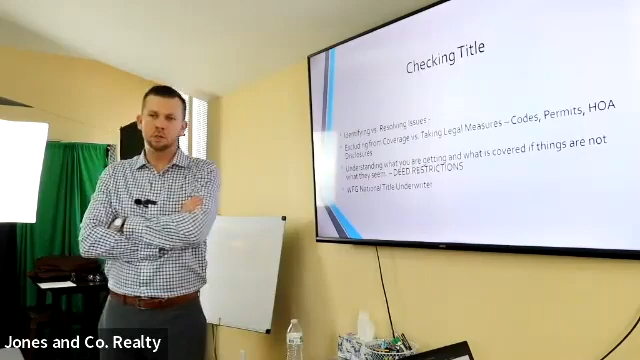 Checking Title
Identifying vs. Resolving Issues -
Excluding from Coverage vs. Taking Legal Measures – Codes, Permits, HOA
Disclosures
Understanding what you are getting and what is covered if things are not
what they seem. – DEED RESTRICTIONS
WFG National Title Underwriter
Jones and Co. Realty